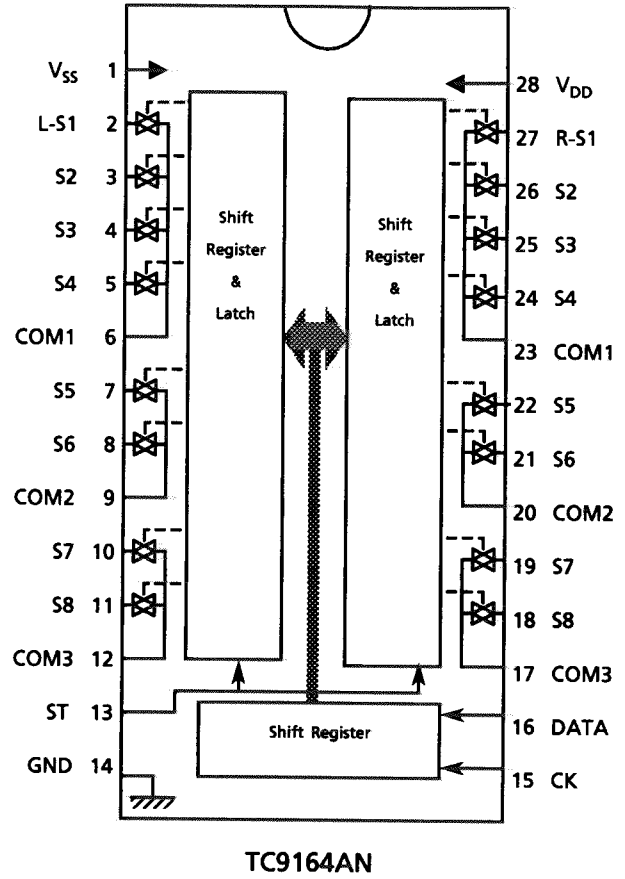 VSS 1
28 VDD
L-S1 2
27 R-S1
S2 3
26 S2
S3 4
25 S3
S4 5
24 S4
COM1 6
23 COM1
S5 7
22 S5
S6 8
21 S6
COM2 9
20 COM2
S7 10
19 S7
S8 11
18 S8
COM3 12
17 COM3
ST 13
16 DATA
GND 14
15 CK
Shift
Register
&
Latch
Shift
Register
&
Latch
Shift Register
TC9164AN